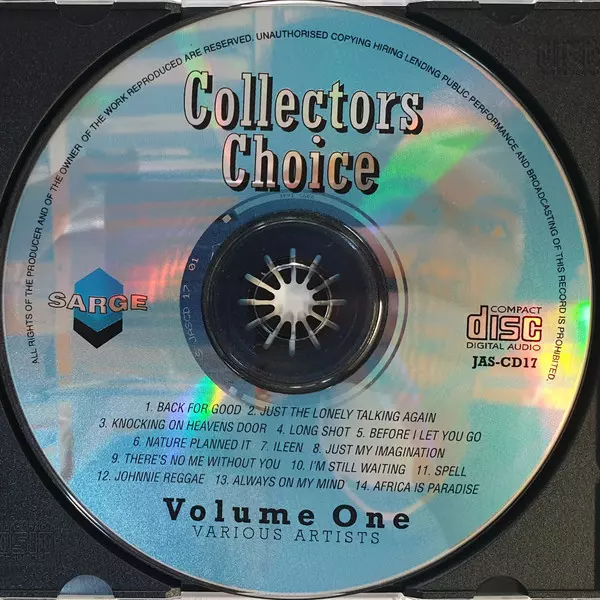 ALL RIGHTS OF THE PRODUCER AND OF THE OWNER OF THE WORK REPRODUCED ARE RESERVED. UNAUTHORISED COPYING HIRING LENDING PUBLIC PERFORMANCE AND BROADCASTING OF THIS RECORD IS PROHIBITED.
Collectors
Choice
SARGE
JASCD 17 01
COMPACT
disc
DIGITAL AUDIO
JAS-CD17
1. BACK FOR GOOD 2. JUST THE LONELY TALKING AGAIN
3. KNOCKING ON HEAVENS DOOR 4. LONG SHOT 5. BEFORE I LET YOU GO
6. NATURE PLANNED IT 7. ILEEN 8. JUST MY IMAGINATION
9. THERE'S NO ME WITHOUT YOU 10. I'M STILL WAITING 11. SPELL
12. JOHNNIE REGGAE 13. ALWAYS ON MY MIND 14. AFRICA IS PARADISE
Volume One
VARIOUS ARTISTS